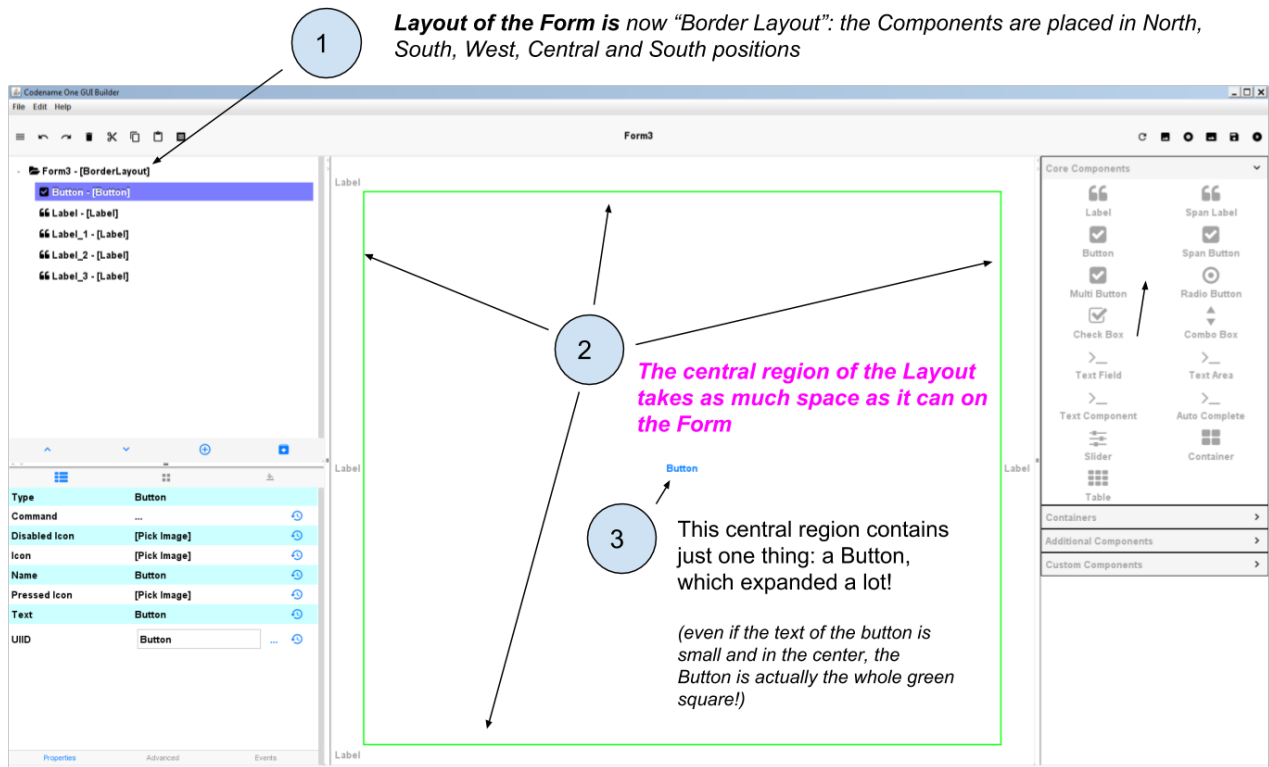 1
Layout of the Form is now “Border Layout”: the Components are placed in North,
South, West, Central and South positions
Codename One GUI Builder
File Edit Help
Form3
Form3 - [BorderLayout]
Button - [Button]
Label - [Label]
Label_1 - [Label]
Label_2 - [Label]
Label_3 - [Label]
Type Button
Command ...
Disabled Icon [Pick Image]
Icon [Pick Image]
Name Button
Pressed Icon [Pick Image]
Text Button
UIID Button ...
Properties Advanced Events
Label
2
The central region of the Layout
takes as much space as it can on
the Form
Label
Button
Label
3
This central region contains
just one thing: a Button,
which expanded a lot!
(even if the text of the button is
small and in the center, the
Button is actually the whole green
square!)
Label
Core Components
Label Span Label
Button Span Button
Multi Button Radio Button
Check Box Combo Box
Text Field Text Area
Text Component Auto Complete
Slider Container
Table
Containers
Additional Components
Custom Components